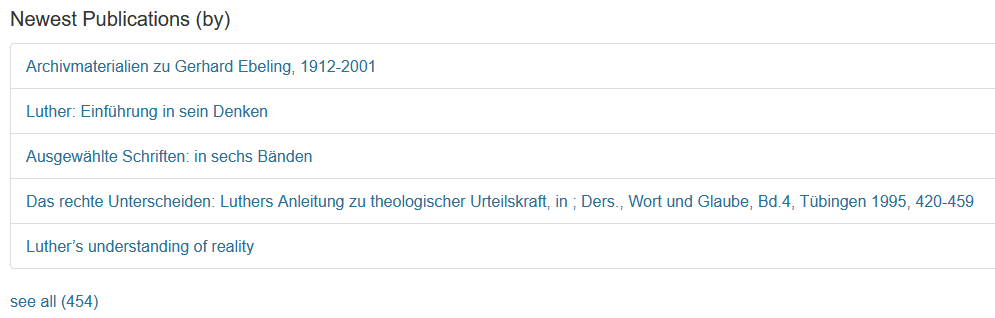 Newest Publications (by)
Archivmaterialien zu Gerhard Ebeling, 1912-2001
Luther: Einführung in sein Denken
Ausgewählte Schriften: in sechs Bänden
Das rechte Unterscheiden: Luthers Anleitung zu theologischer Urteilskraft, in ; Ders., Wort und Glaube, Bd.4, Tübingen 1995, 420-459
Luther’s understanding of reality
see all (454)